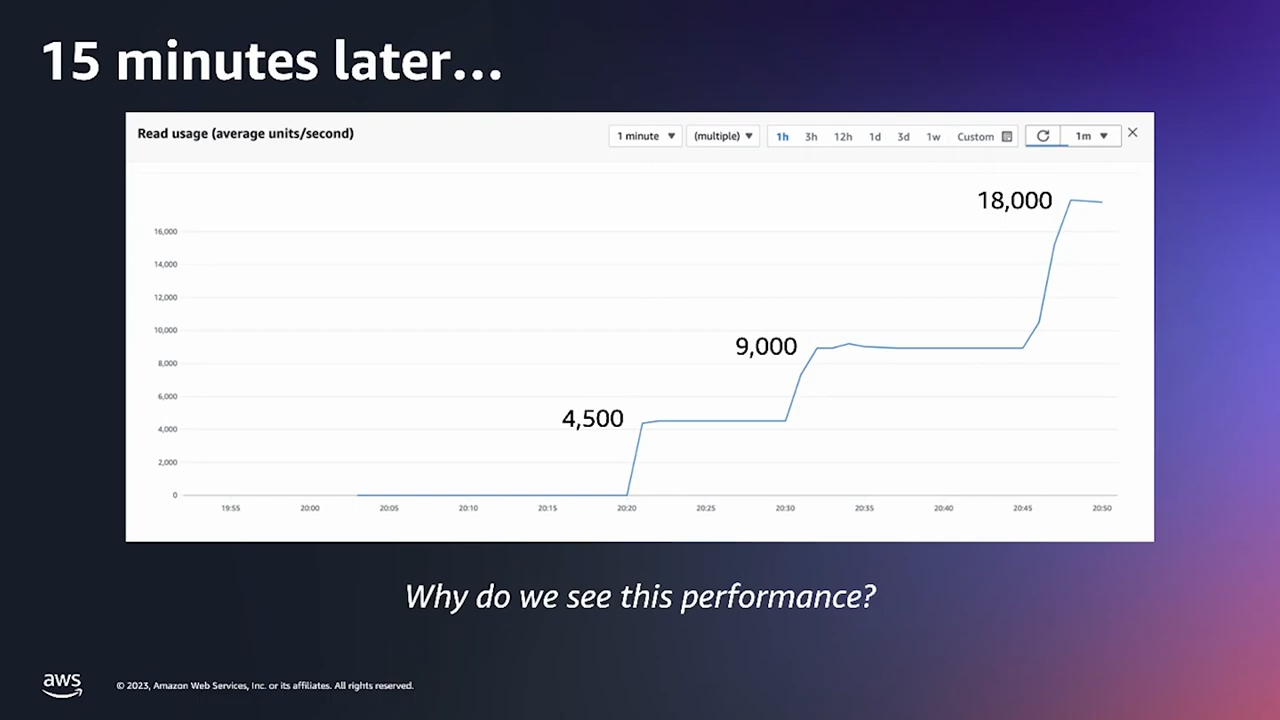 15 minutes later...
Read usage (average units/second)
1 minute (multiple) 1h 3h 12h 1d 3d 1w Custom 1m
18,000
16,000
14,000
12,000
10,000
9,000
8,000
6,000
4,500
4,000
2,000
0
19:55 20:00 20:05 20:10 20:15 20:20 20:25 20:30 20:35 20:40 20:45 20:50
Why do we see this performance?
aws
© 2023, Amazon Web Services, Inc. or its affiliates. All rights reserved.